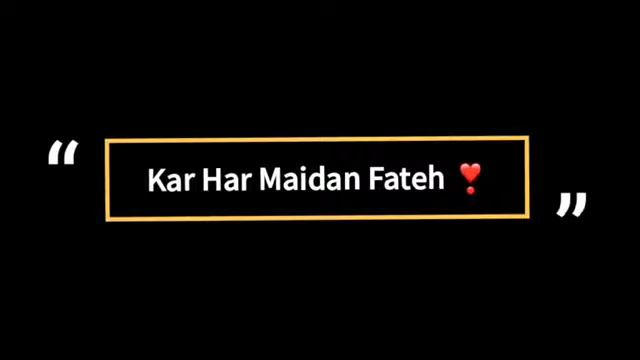 “ Kar Har Maidan Fateh ❣️ ”